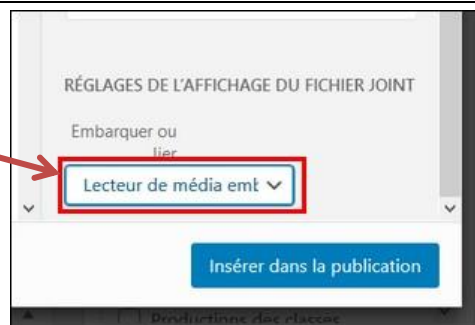 RÉGLAGES DE L'AFFICHAGE DU FICHIER JOINT
Embarquer ou
lier
Lecteur de média emb
Insérer dans la publication
Productions des classes